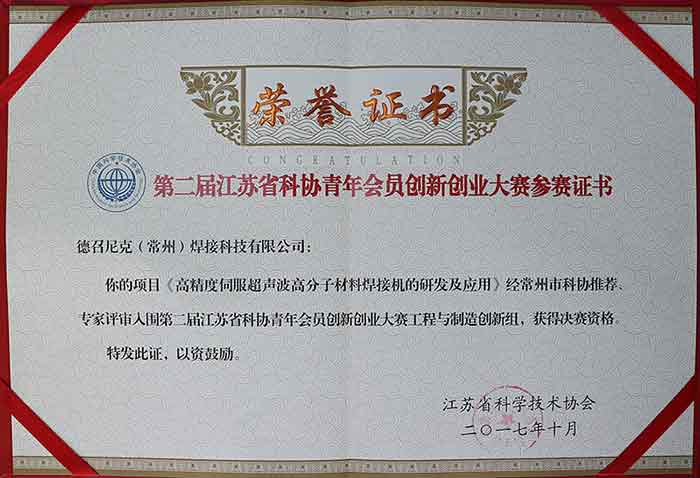 荣誉证书
CONGRATULATION
第二届江苏省科协青年会员创新创业大赛参赛证书
德召尼克（常州）焊接科技有限公司：
你的项目《高精度伺服超声波高分子材料焊接机的研发及应用》经常州市科协推荐、
专家评审入围第二届江苏省科协青年会员创新创业大赛工程与制造创新组，获得决赛资格。
特发此证，以资鼓励。
江苏省科学技术协会
二〇一七年十月